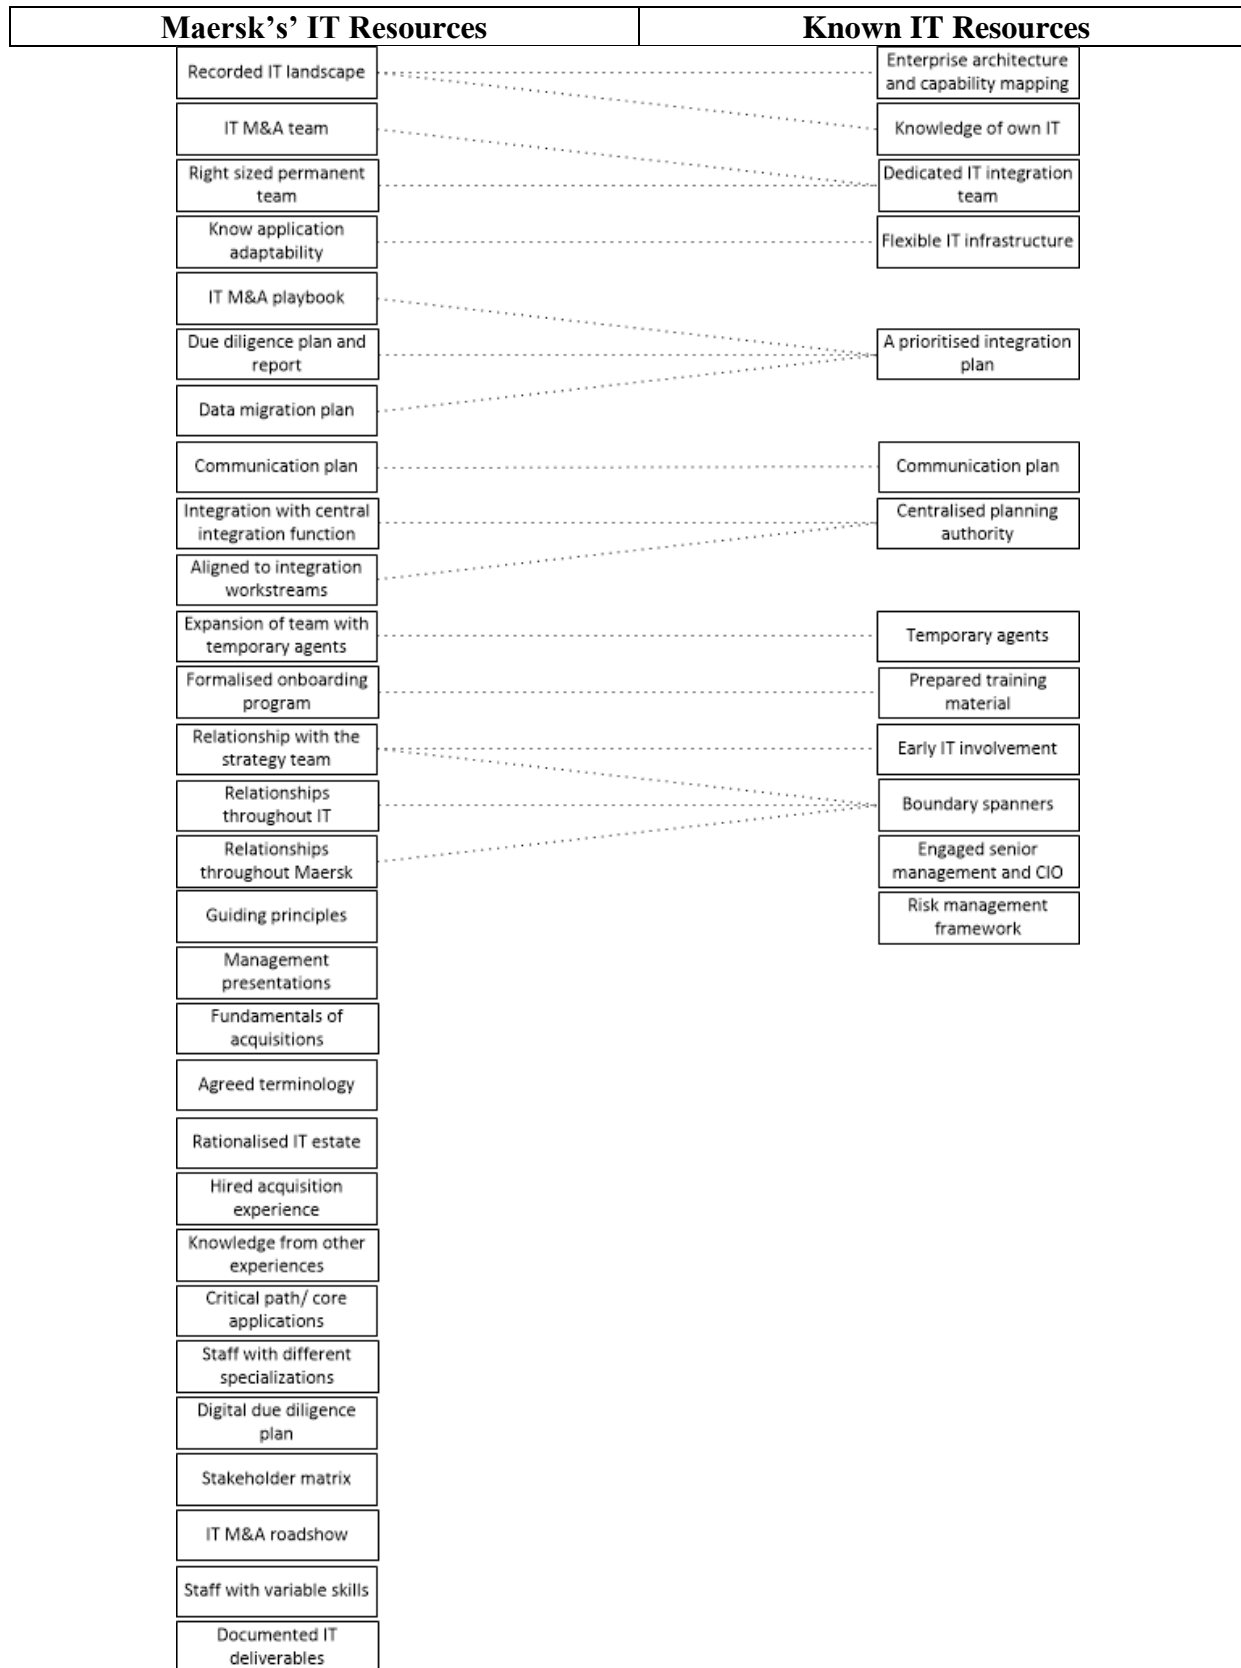 Maersk's' IT Resources
Known IT Resources
Recorded IT landscape
Enterprise architecture
and capability mapping
IT M&A team
Knowledge of own IT
Right sized permanent
team
Dedicated IT integration
team
Know application
adaptability
Flexible IT infrastructure
IT M&A playbook
Due diligence plan and
report
A prioritised integration
plan
Data migration plan
Communication plan
Communication plan
Integration with central
integration function
Centralised planning
authority
Aligned to integration
workstreams
Expansion of team with
temporary agents
Temporary agents
Formalised onboarding
program
Prepared training
material
Relationship with the
strategy team
Early IT involvement
Relationships
throughout IT
Boundary spanners
Relationships
throughout Maersk
Engaged senior
management and CIO
Guiding principles
Risk management
framework
Management
presentations
Fundamentals of
acquisitions
Agreed terminology
Rationalised IT estate
Hired acquisition
experience
Knowledge from other
experiences
Critical path/ core
applications
Staff with different
specializations
Digital due diligence
plan
Stakeholder matrix
IT M&A roadshow
Staff with variable skills
Documented IT
deliverables